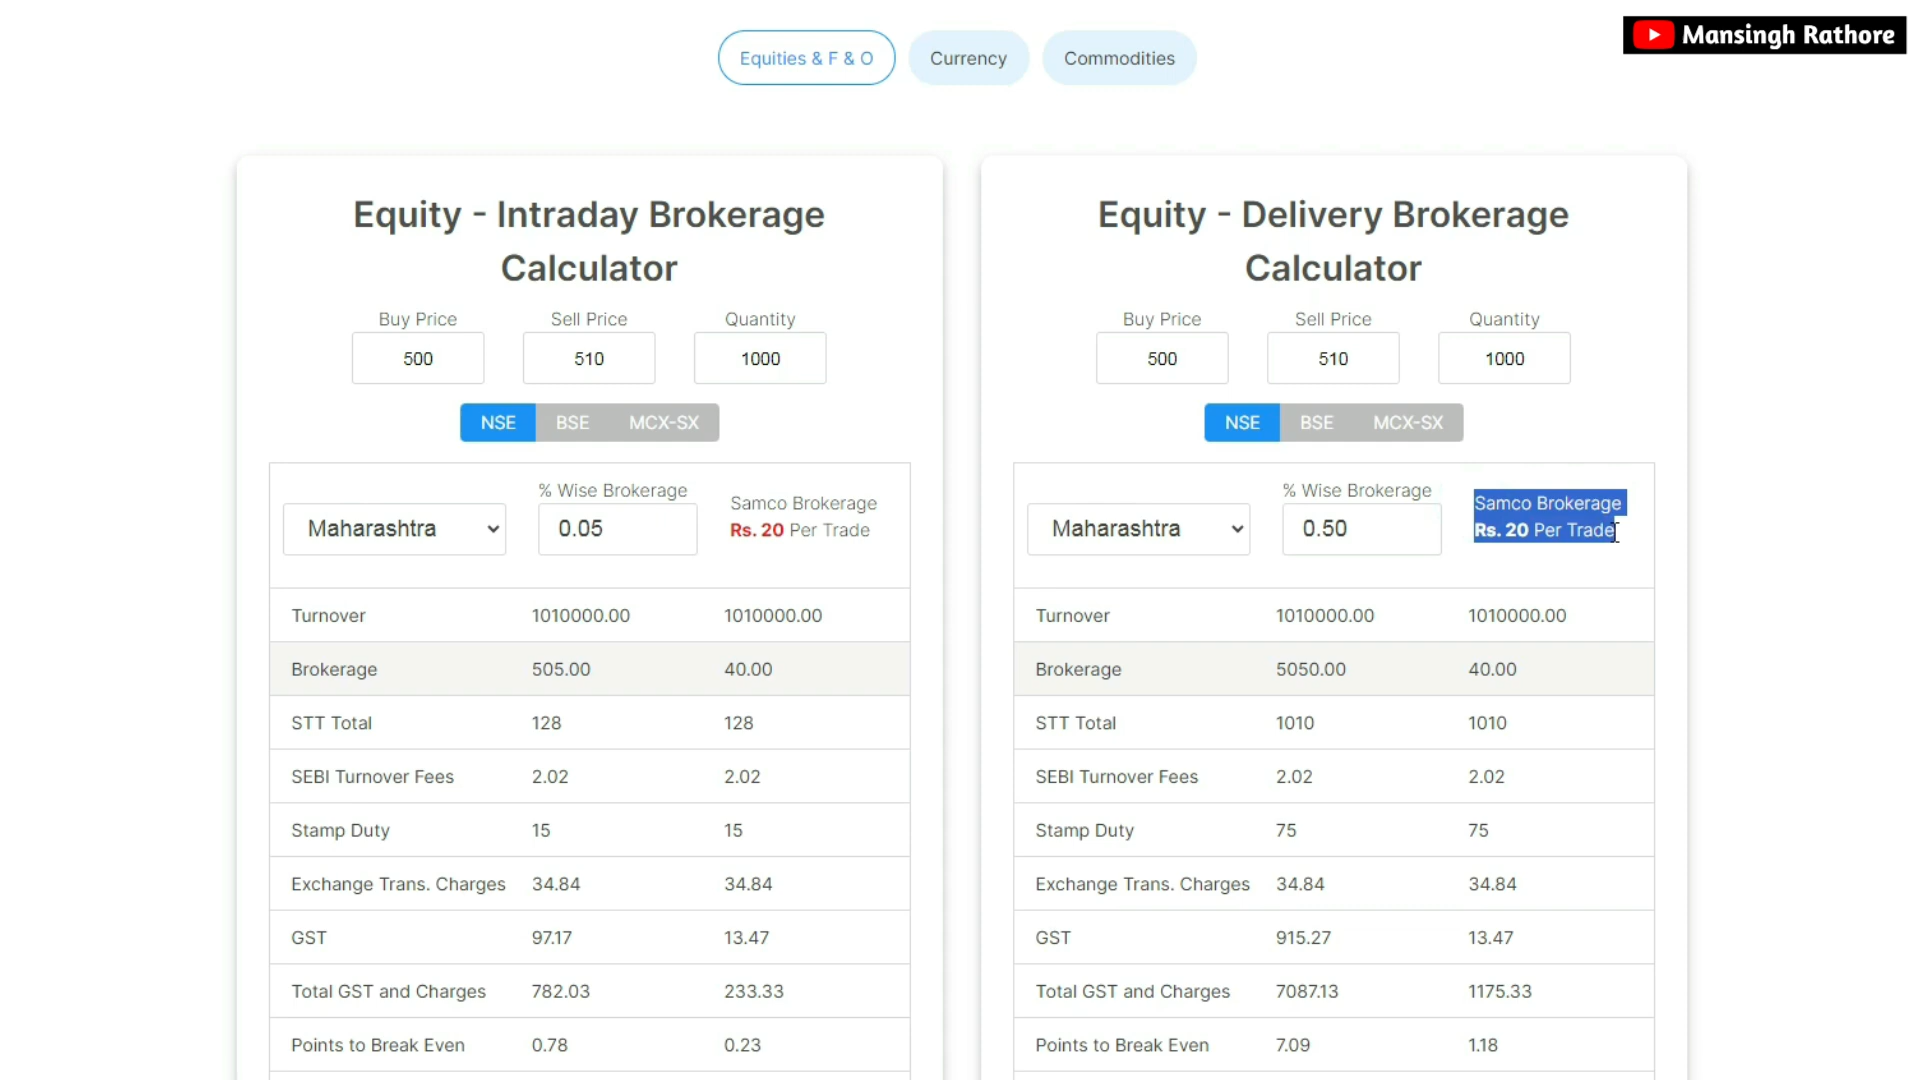 Equities & F & O Currency Commodities
Mansingh Rathore
Equity - Intraday Brokerage
Calculator
Buy Price Sell Price Quantity
500 510 1000
NSE BSE MCX-SX
% Wise Brokerage
Maharashtra 0.05
Samco Brokerage
Rs. 20 Per Trade
Turnover 1010000.00 1010000.00
Brokerage 505.00 40.00
STT Total 128 128
SEBI Turnover Fees 2.02 2.02
Stamp Duty 15 15
Exchange Trans. Charges 34.84 34.84
GST 97.17 13.47
Total GST and Charges 782.03 233.33
Points to Break Even 0.78 0.23
Equity - Delivery Brokerage
Calculator
Buy Price Sell Price Quantity
500 510 1000
NSE BSE MCX-SX
% Wise Brokerage
Maharashtra 0.50
Samco Brokerage
Rs. 20 Per Trade
Turnover 1010000.00 1010000.00
Brokerage 5050.00 40.00
STT Total 1010 1010
SEBI Turnover Fees 2.02 2.02
Stamp Duty 75 75
Exchange Trans. Charges 34.84 34.84
GST 915.27 13.47
Total GST and Charges 7087.13 1175.33
Points to Break Even 7.09 1.18